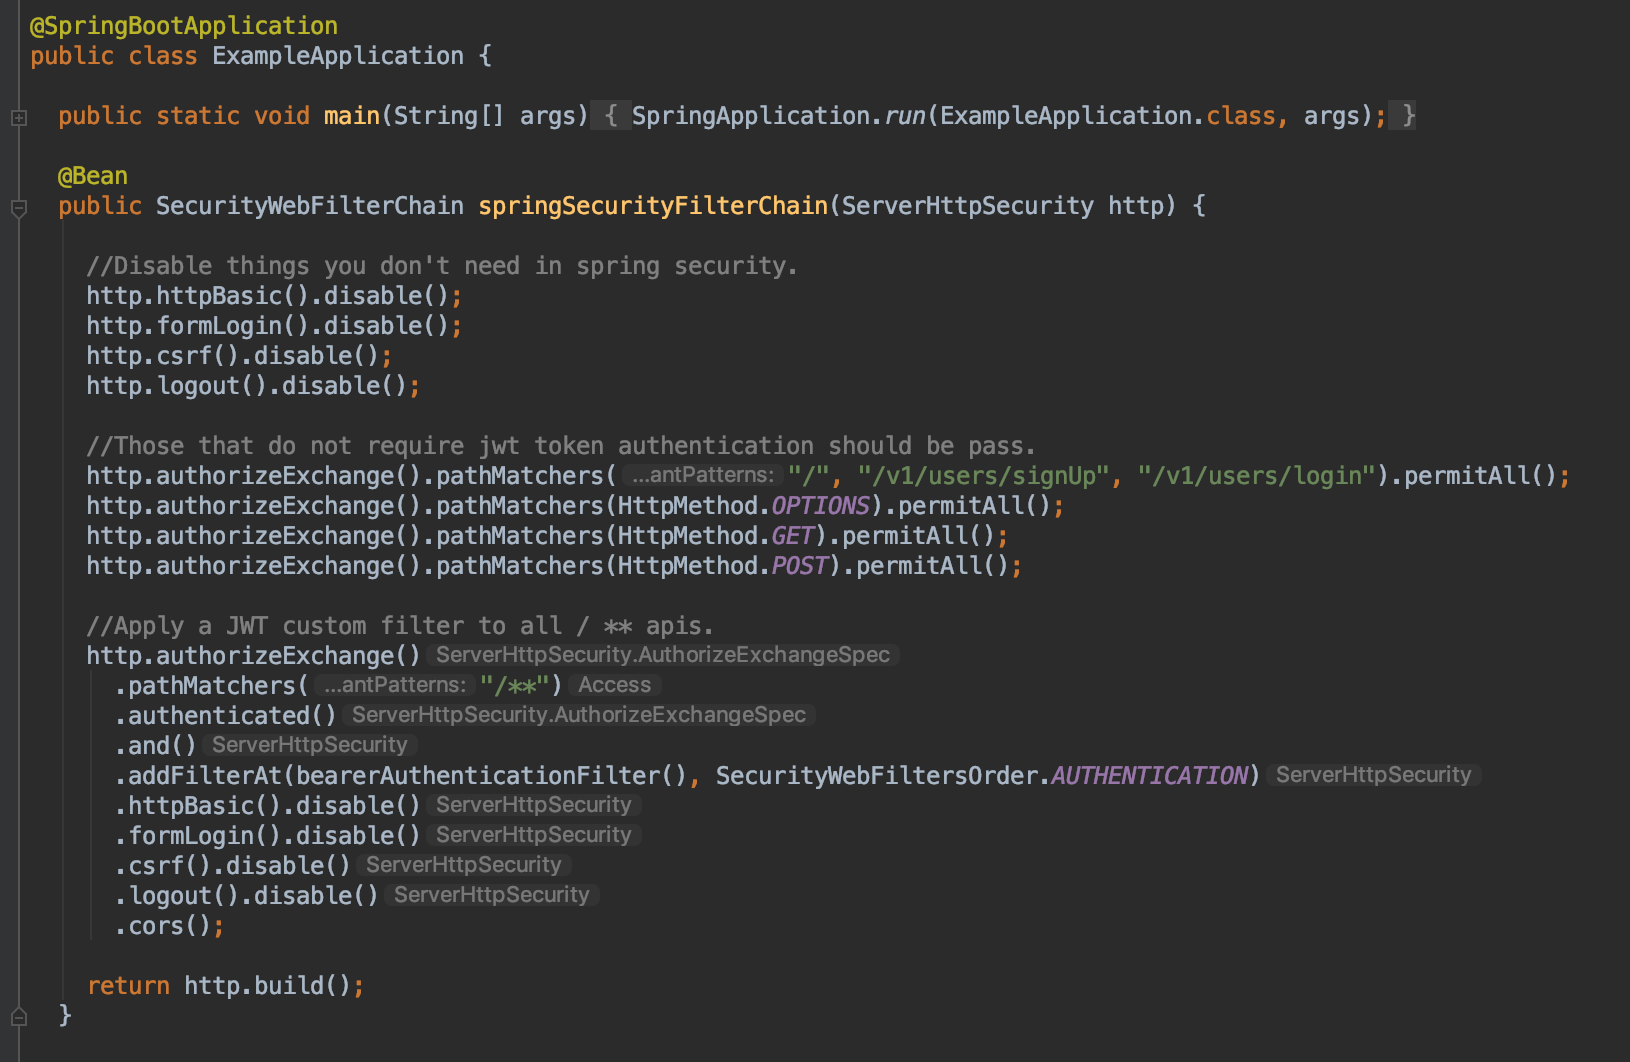 @SpringBootApplication
public class ExampleApplication {
public static void main(String[] args) { SpringApplication.run(ExampleApplication.class, args); }
@Bean
public SecurityWebFilterChain springSecurityFilterChain(ServerHttpSecurity http) {
//Disable things you don't need in spring security.
http.httpBasic().disable();
http.formLogin().disable();
http.csrf().disable();
http.logout().disable();
//Those that do not require jwt token authentication should be pass.
http.authorizeExchange().pathMatchers( ...antPatterns: "/", "/v1/users/signUp", "/v1/users/login").permitAll();
http.authorizeExchange().pathMatchers(HttpMethod.OPTIONS).permitAll();
http.authorizeExchange().pathMatchers(HttpMethod.GET).permitAll();
http.authorizeExchange().pathMatchers(HttpMethod.POST).permitAll();
//Apply a JWT custom filter to all / ** apis.
http.authorizeExchange() ServerHttpSecurity.AuthorizeExchangeSpec
.pathMatchers( ...antPatterns: "/**") Access
.authenticated() ServerHttpSecurity.AuthorizeExchangeSpec
.and() ServerHttpSecurity
.addFilterAt(bearerAuthenticationFilter(), SecurityWebFiltersOrder.AUTHENTICATION) ServerHttpSecurity
.httpBasic().disable() ServerHttpSecurity
.formLogin().disable() ServerHttpSecurity
.csrf().disable() ServerHttpSecurity
.logout().disable() ServerHttpSecurity
.cors();
return http.build();
}